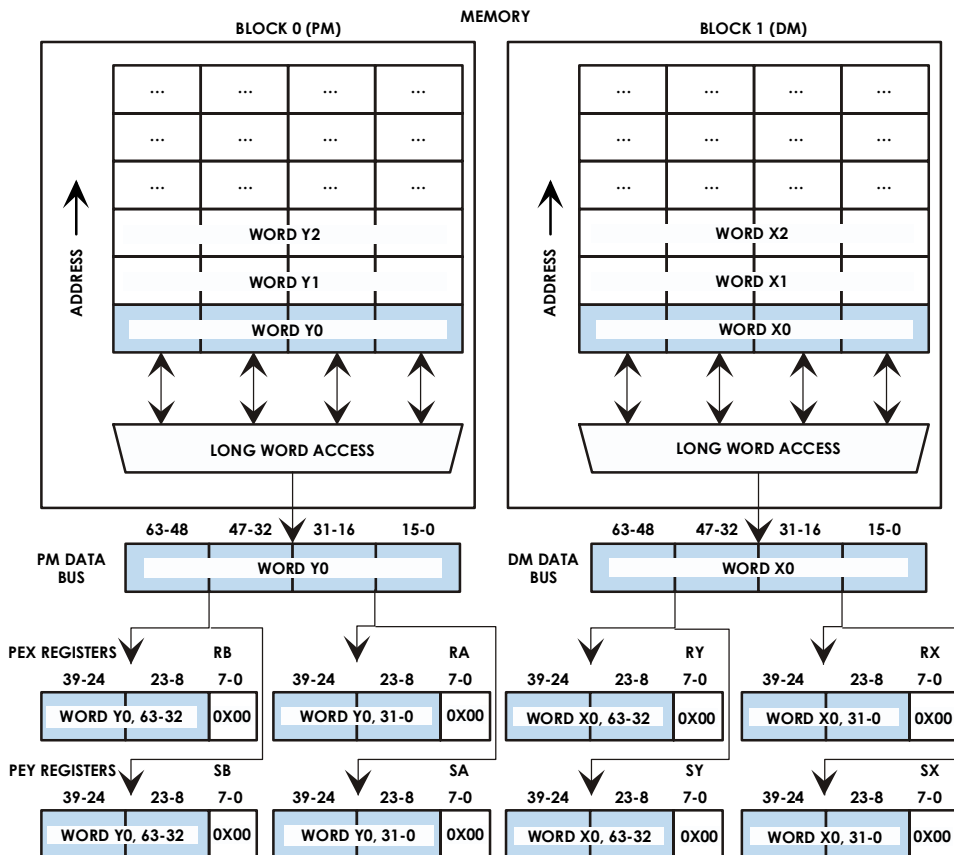 MEMORY
BLOCK 0 (PM) BLOCK 1 (DM)
... ... ... ... ... ... ... ...
... ... ... ... ... ... ... ...
... ... ... ... ... ... ... ...
WORD Y2 WORD X2
WORD Y1 WORD X1
ADDRESS ADDRESS
WORD Y0 WORD X0
LONG WORD ACCESS LONG WORD ACCESS
63-48 47-32 31-16 15-0 63-48 47-32 31-16 15-0
PM DATA BUS WORD Y0 DM DATA BUS WORD X0
PEX REGISTERS RB RA RY RX
39-24 23-8 7-0 39-24 23-8 7-0 39-24 23-8 7-0 39-24 23-8 7-0
WORD Y0, 63-32 0X00 WORD Y0, 31-0 0X00 WORD X0, 63-32 0X00 WORD X0, 31-0 0X00
PEY REGISTERS SB SA SY SX
39-24 23-8 7-0 39-24 23-8 7-0 39-24 23-8 7-0 39-24 23-8 7-0
WORD Y0, 63-32 0X00 WORD Y0, 31-0 0X00 WORD X0, 63-32 0X00 WORD X0, 31-0 0X00